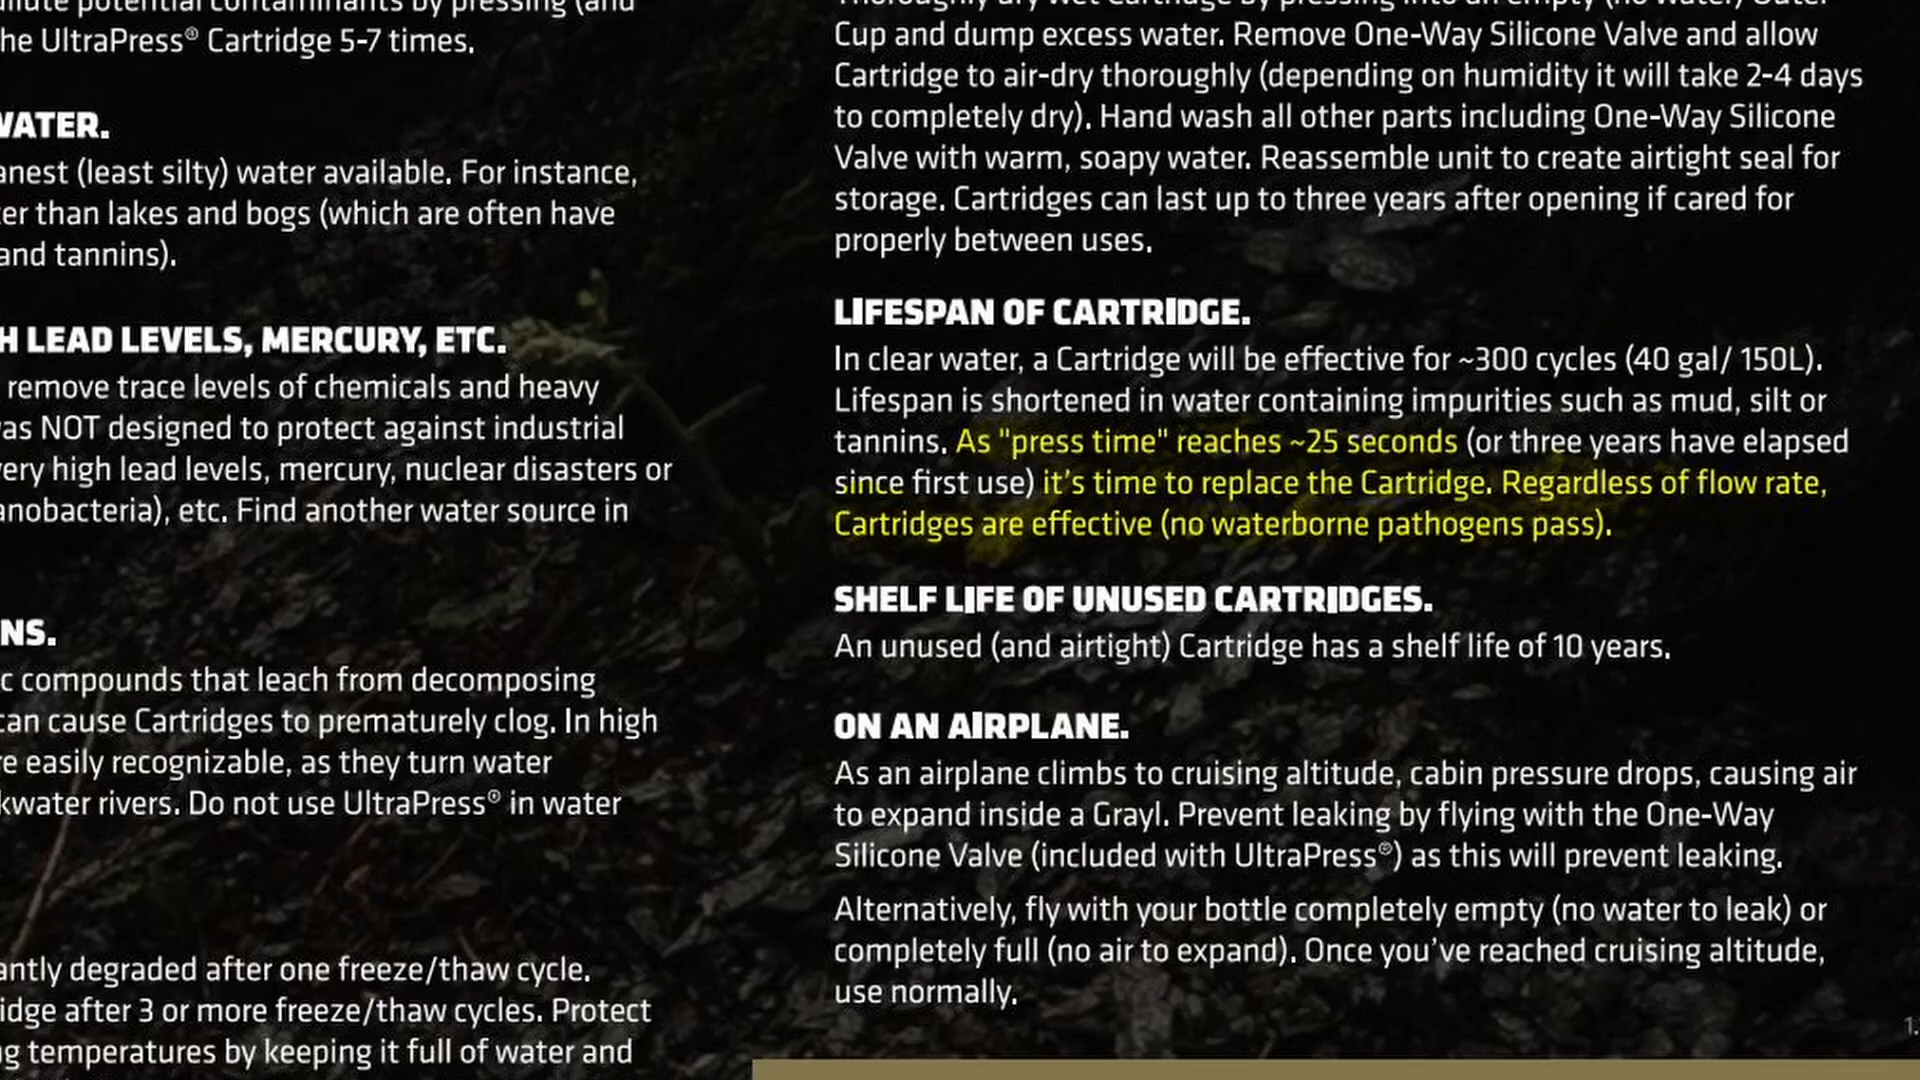 he UltraPress® Cartridge 5-7 times.
WATER.
(least silty) water available. For instance,
than lakes and bogs (which are often have
and tannins).
H LEAD LEVELS, MERCURY, ETC.
remove trace levels of chemicals and heavy
NOT designed to protect against industrial
very high lead levels, mercury, nuclear disasters or
etc. Find another water source in
NS.
c compounds that leach from decomposing
can cause Cartridges to prematurely clog. In high
re easily recognizable, as they turn water
rivers. Do not use UltraPress® in water
degraded after one freeze/thaw cycle.
after 3 or more freeze/thaw cycles. Protect
temperatures by keeping it full of water and
Cup and dump excess water. Remove One-Way Silicone Valve and allow
Cartridge to air-dry thoroughly (depending on humidity it will take 2-4 days
to completely dry). Hand wash all other parts including One-Way Silicone
Valve with warm, soapy water. Reassemble unit to create airtight seal for
storage. Cartridges can last up to three years after opening if cared for
properly between uses.
LIFESPAN OF CARTRIDGE.
In clear water, a Cartridge will be effective for ~300 cycles (40 gal/ 150L).
Lifespan is shortened in water containing impurities such as mud, silt or
tannins. As "press time" reaches ~25 seconds (or three years have elapsed
since first use) it's time to replace the Cartridge. Regardless of flow rate,
Cartridges are effective (no waterborne pathogens pass).
SHELF LIFE OF UNUSED CARTRIDGES.
An unused (and airtight) Cartridge has a shelf life of 10 years.
ON AN AIRPLANE.
As an airplane climbs to cruising altitude, cabin pressure drops, causing air
to expand inside a Grayl. Prevent leaking by flying with the One-Way
Silicone Valve (included with UltraPress®) as this will prevent leaking.
Alternatively, fly with your bottle completely empty (no water to leak) or
completely full (no air to expand). Once you've reached cruising altitude,
use normally.